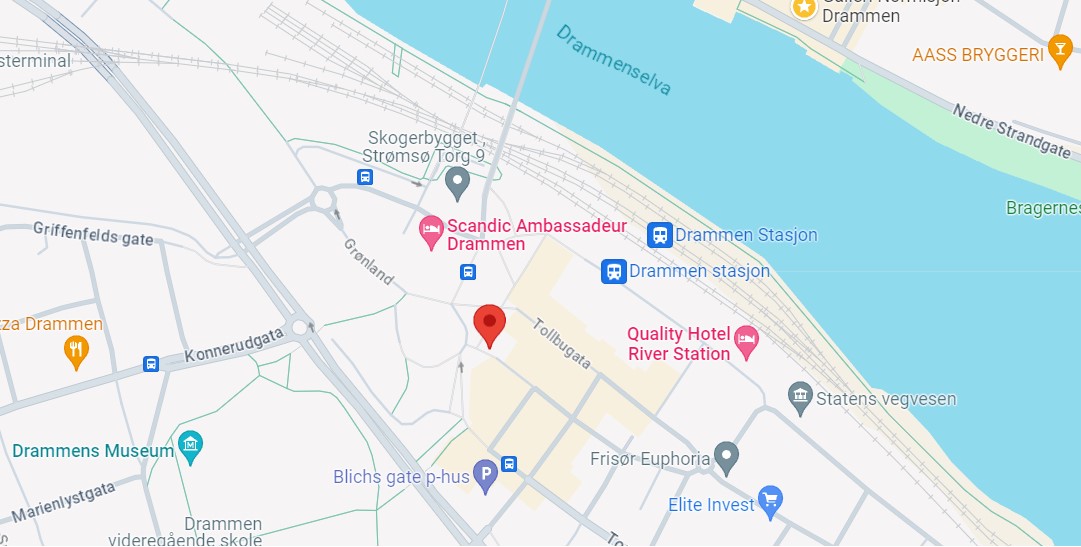 Drammen
AASS BRYGGERI
Drammenselva
Nedre Strandgate
Skogerbygget,
Strømsø Torg 9
Scandic Ambassadeur
Drammen
Drammen Stasjon
Drammen stasjon
Griffenfelds gate
Grønland
Drammen
Konnerudgata
Tollbugata
Quality Hotel
River Station
Statens vegvesen
Drammens Museum
Blichs gate p-hus
P
Frisør Euphoria
Elite Invest
Marienlystgata
Drammen
videregående skole